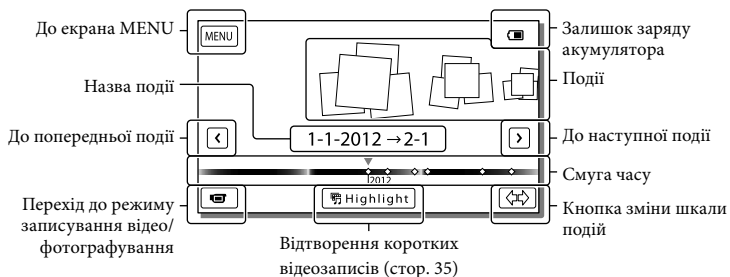 До екрана MENU
MENU
Залишок заряду
акумулятора
Назва події
Події
До попередньої події
1-1-2012 →2-1
До наступної події
2012
Смуга часу
Перехід до режиму
записування відео/
фотографування
Highlight
Кнопка зміни шкали
подій
Відтворення коротких
відеозаписів (стор. 35)